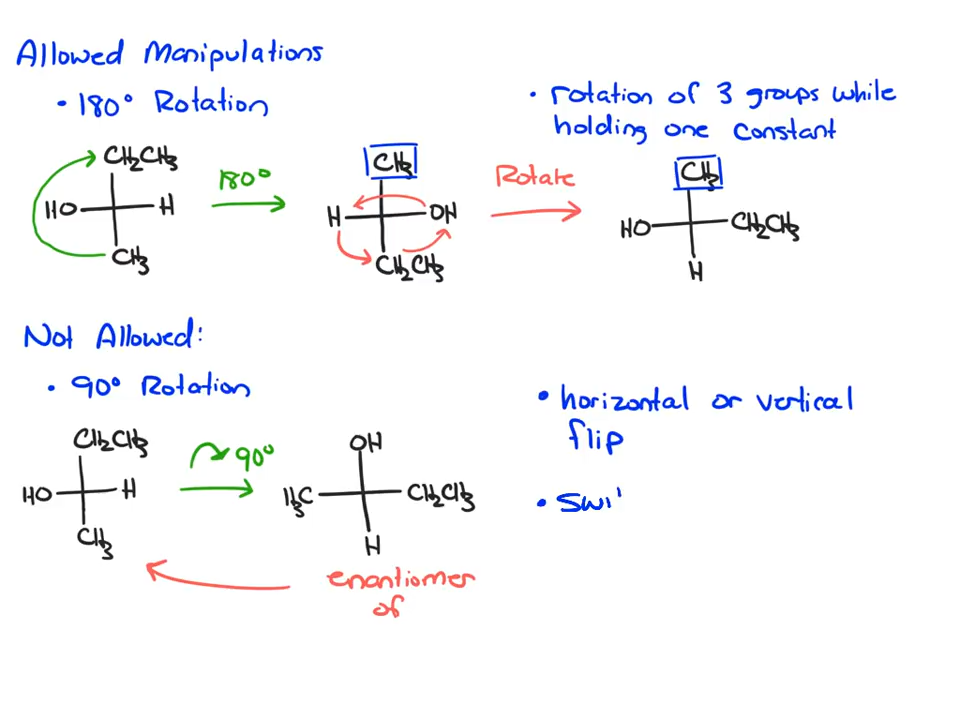 Allowed Manipulations
• 180° Rotation
• rotation of 3 groups while
holding one constant
CH2CH3
HO
H
CH3
180°
CH3
H
OH
CH2CH3
Rotate
CH3
HO
CH2CH3
H
Not Allowed:
• 90° Rotation
• horizontal or vertical
flip
CH2CH3
HO
H
CH3
90°
OH
H3C
CH2CH3
H
enantiomer
of